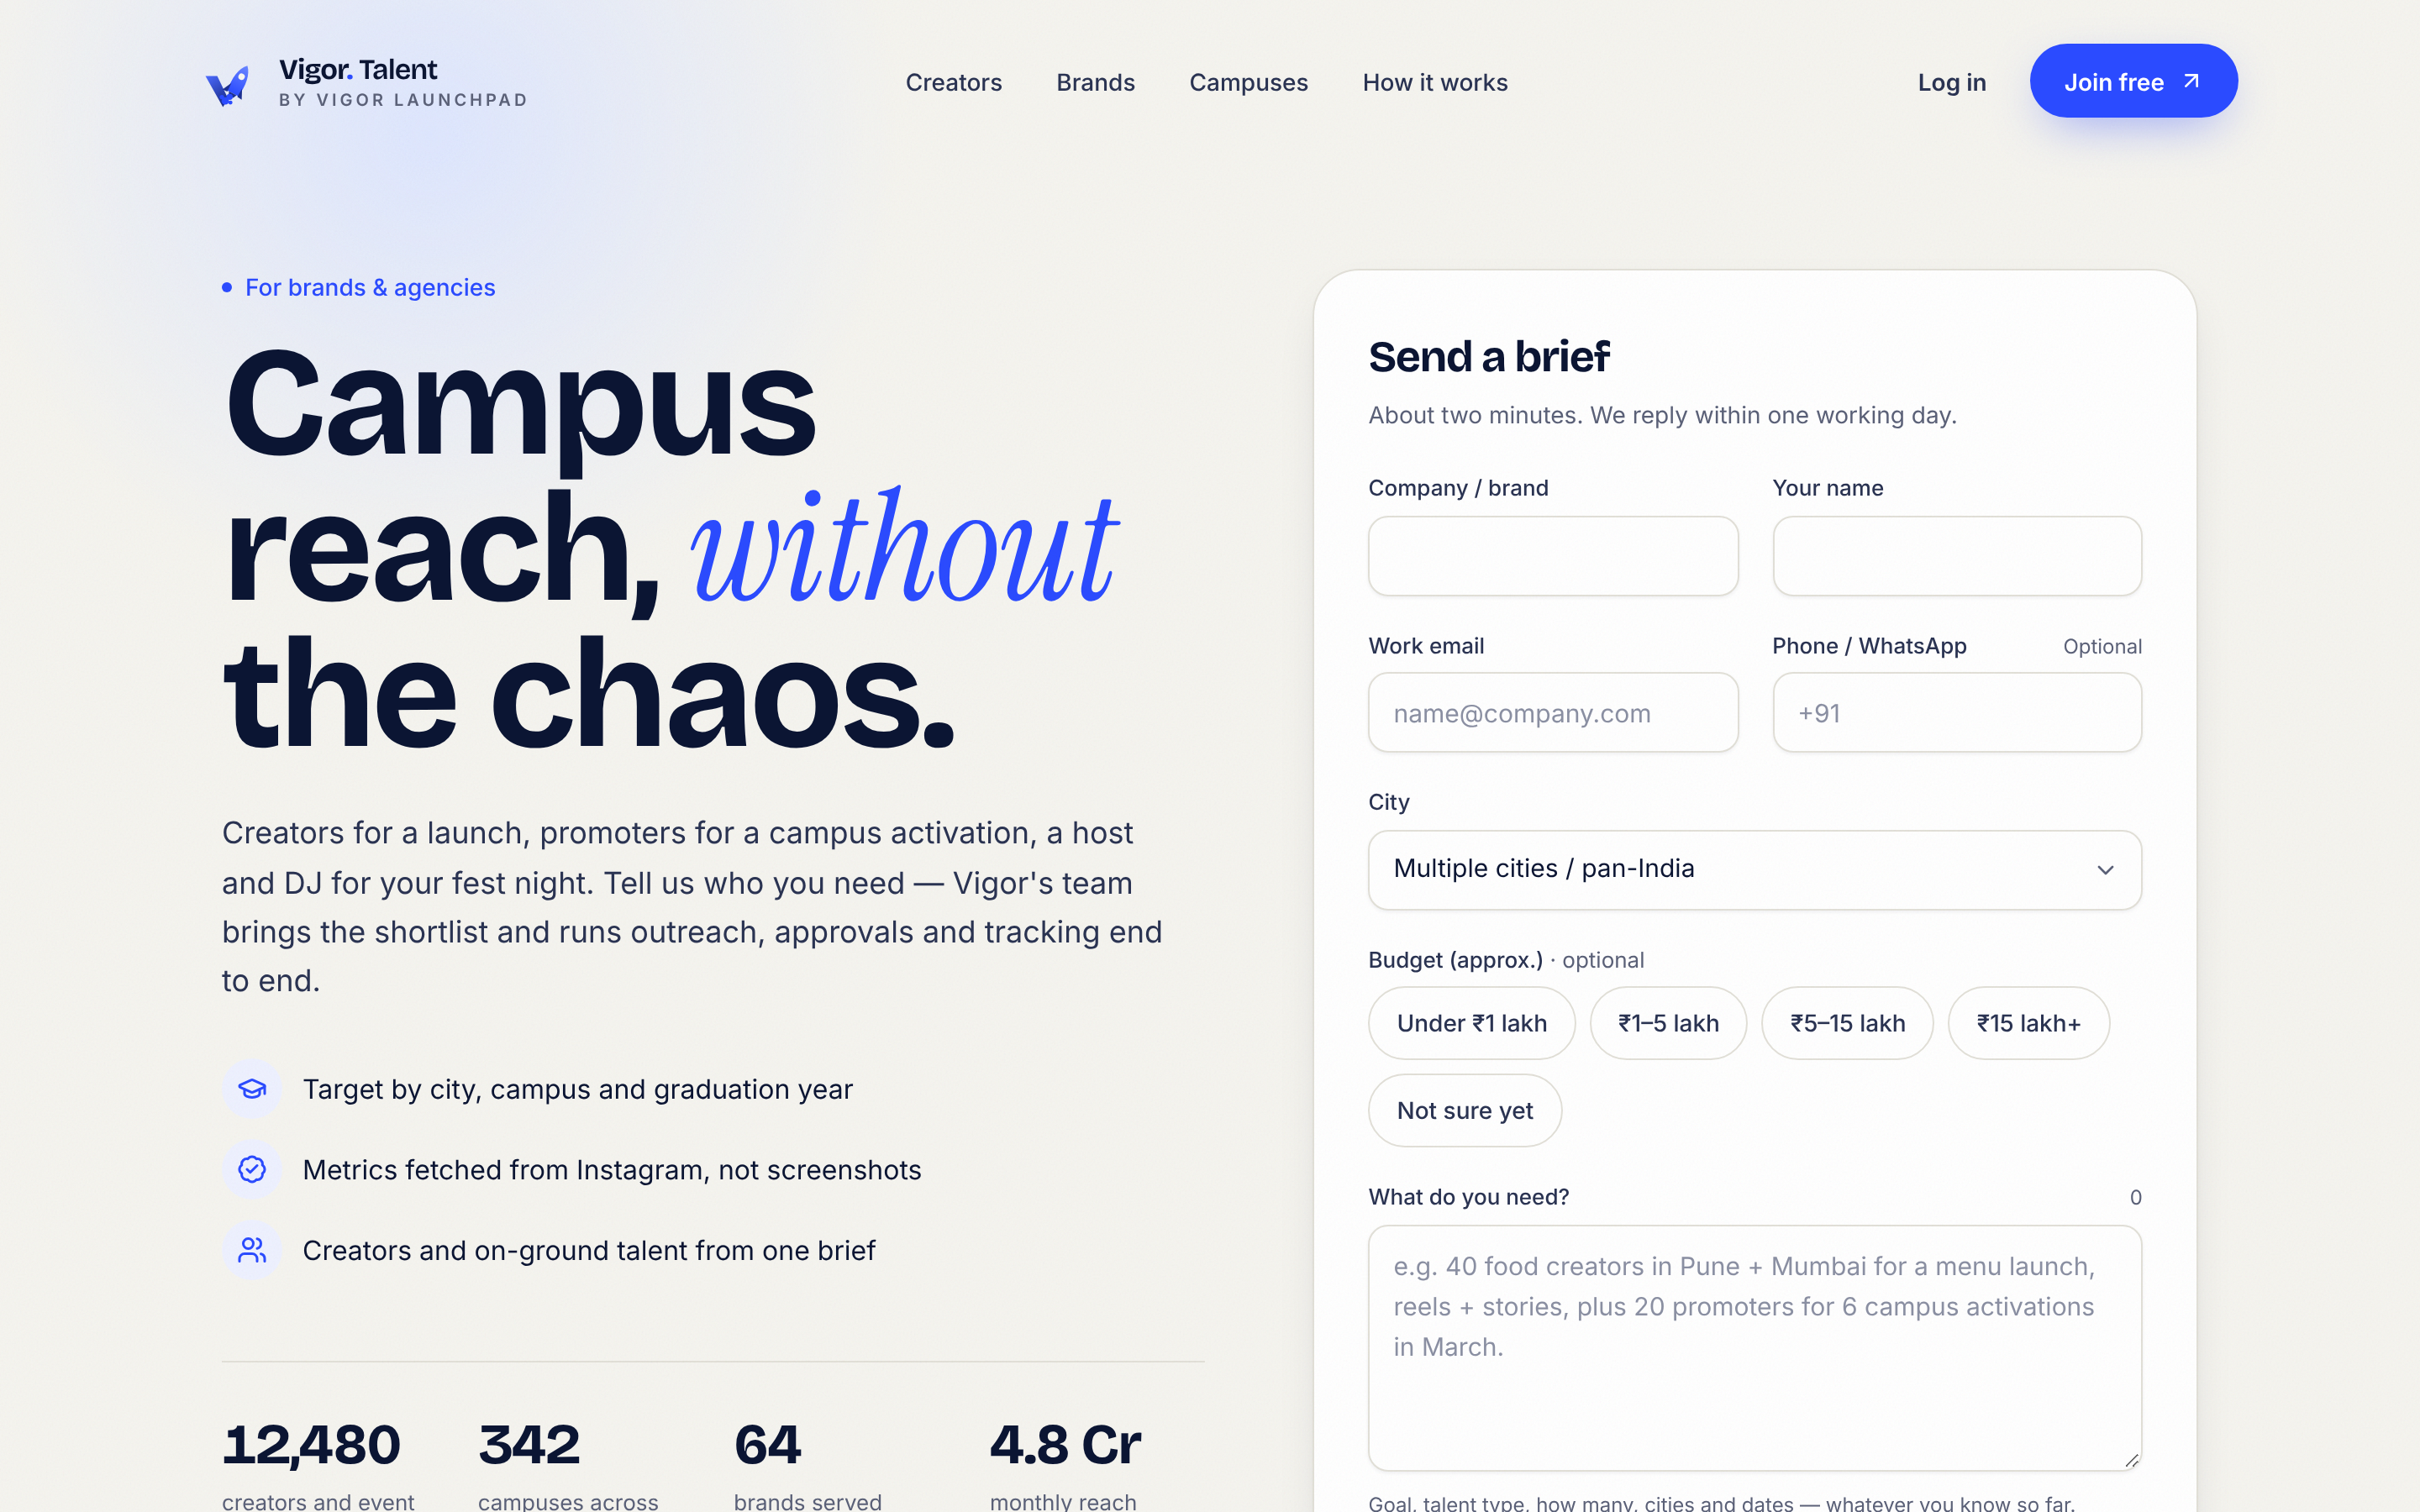 Vigor. Talent
BY VIGOR LAUNCHPAD
Creators
Brands
Campuses
How it works
Log in
Join free
For brands & agencies
Campus
reach, without
the chaos.
Creators for a launch, promoters for a campus activation, a host
and DJ for your fest night. Tell us who you need — Vigor's team
brings the shortlist and runs outreach, approvals and tracking end
to end.
Target by city, campus and graduation year
Metrics fetched from Instagram, not screenshots
Creators and on-ground talent from one brief
12,480
creators and event
342
campuses across
64
brands served
4.8 Cr
monthly reach
Send a brief
About two minutes. We reply within one working day.
Company / brand
Your name
Work email
name@company.com
Phone / WhatsApp
Optional
+91
City
Multiple cities / pan-India
Budget (approx.) · optional
Under ₹1 lakh
₹1–5 lakh
₹5–15 lakh
₹15 lakh+
Not sure yet
What do you need?
0
e.g. 40 food creators in Pune + Mumbai for a menu launch,
reels + stories, plus 20 promoters for 6 campus activations
in March.
Goal, talent type, how many, cities and dates — whatever you know so far.